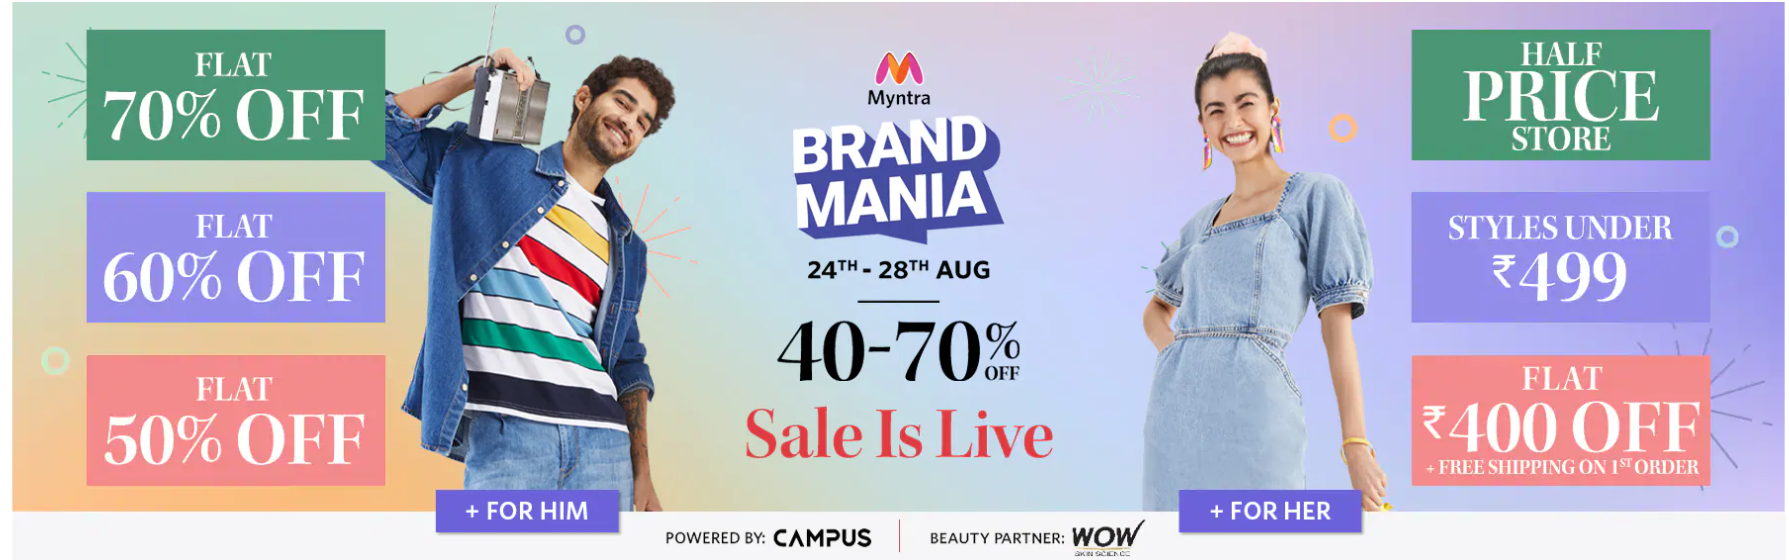 FLAT
70% OFF
FLAT
60% OFF
FLAT
50% OFF
+ FOR HIM
Myntra
BRAND
MANIA
24TH - 28TH AUG
40-70% OFF
Sale Is Live
+ FOR HER
HALF
PRICE
STORE
STYLES UNDER
₹499
FLAT
₹400 OFF
+ FREE SHIPPING ON 1ST ORDER
POWERED BY: CAMPUS
BEAUTY PARTNER: WOW
SKIN SCIENCE